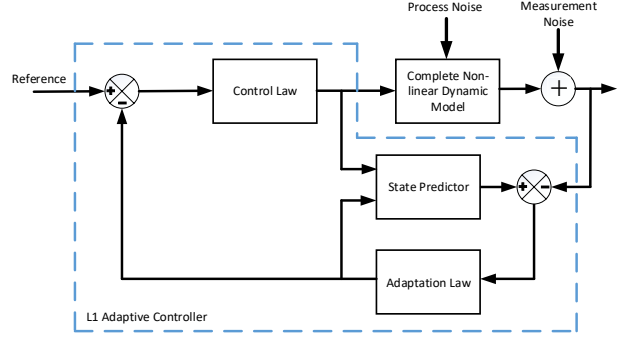 Process Noise
Measurement
Noise
Reference
+
-
Control Law
Complete Non-
linear Dynamic
Model
+
State Predictor
+
-
Adaptation Law
L1 Adaptive Controller